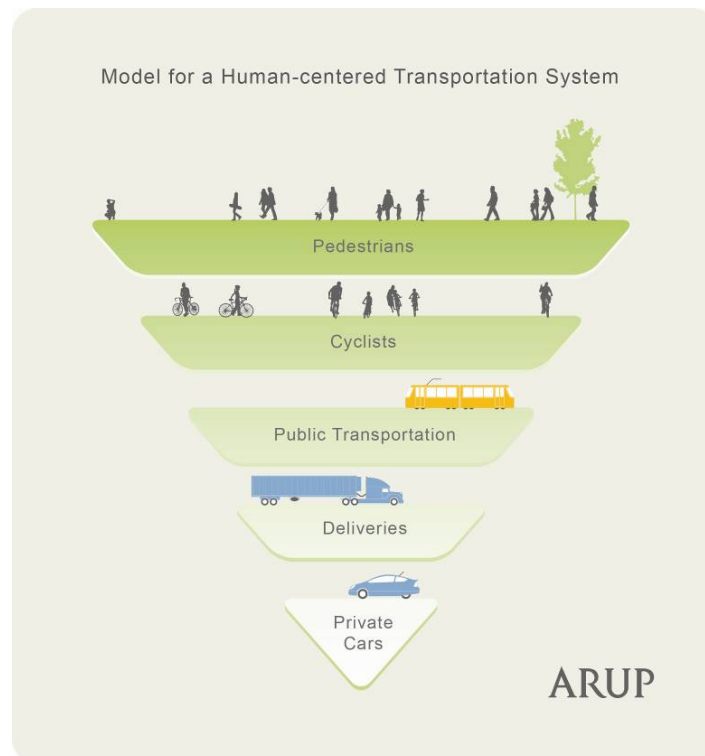 Model for a Human-centered Transportation System
Pedestrians
Cyclists
Public Transportation
Deliveries
Private
Cars
ARUP